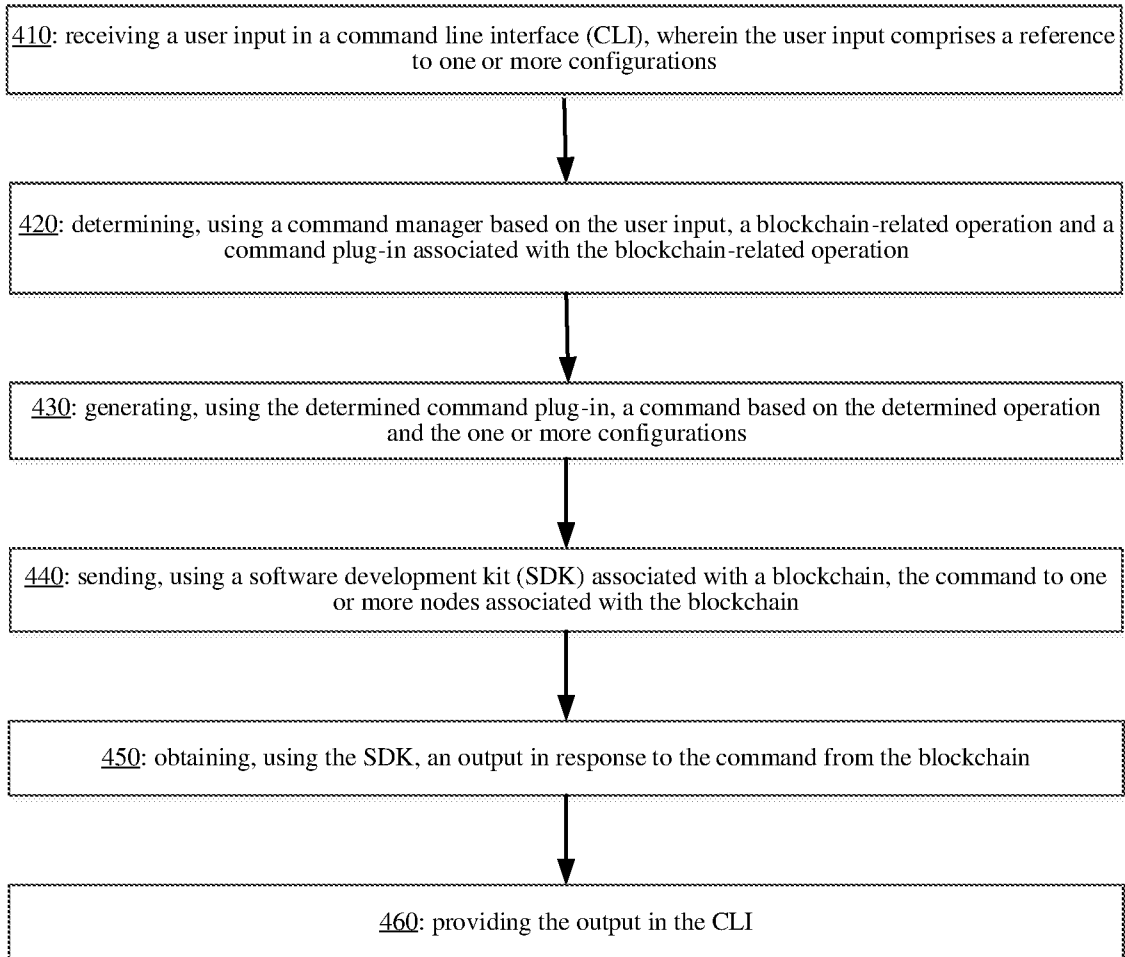 410: receiving a user input in a command line interface (CLI), wherein the user input comprises a reference
to one or more configurations
420: determining, using a command manager based on the user input, a blockchain-related operation and a
command plug-in associated with the blockchain-related operation
430: generating, using the determined command plug-in, a command based on the determined operation
and the one or more configurations
440: sending, using a software development kit (SDK) associated with a blockchain, the command to one
or more nodes associated with the blockchain
450: obtaining, using the SDK, an output in response to the command from the blockchain
460: providing the output in the CLI